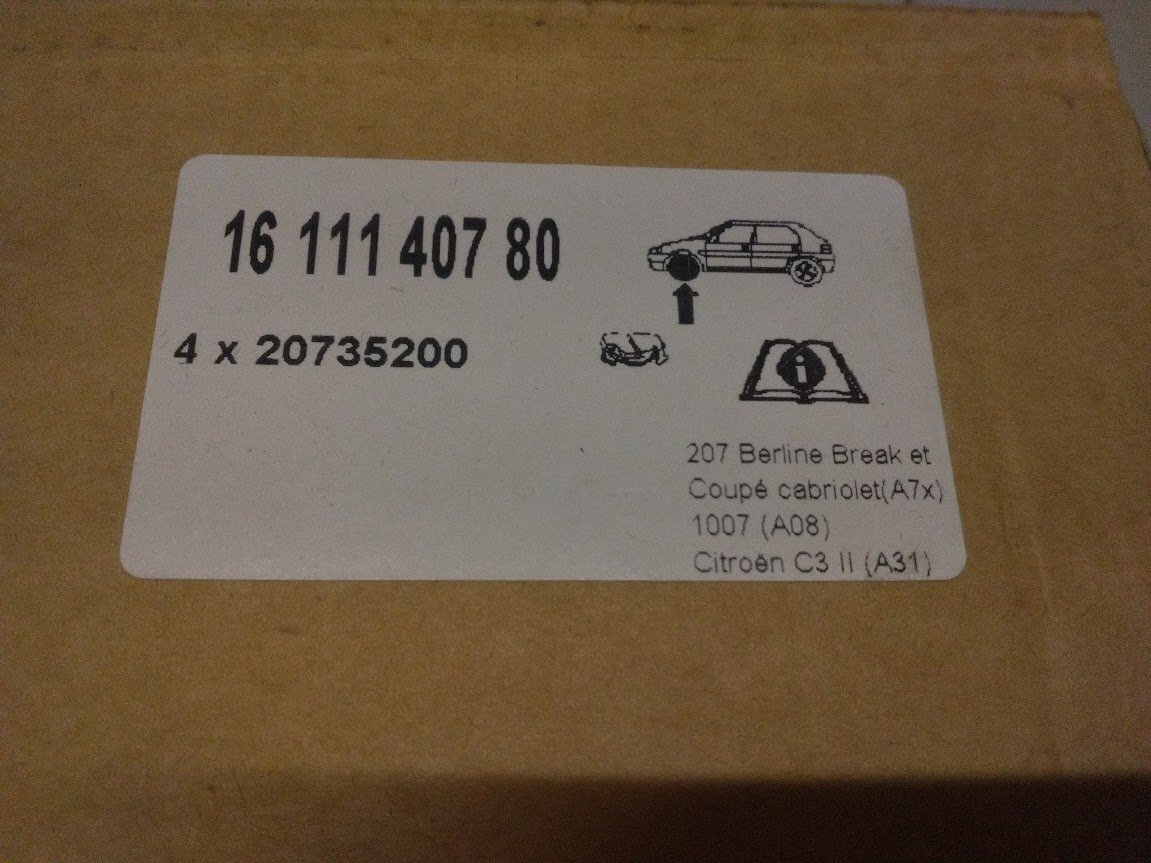 16 111 407 80
4 x 20735200
i
207 Berline Break et
Coupé cabriolet(A7x)
1007 (A08)
Citroën C3 II (A31)